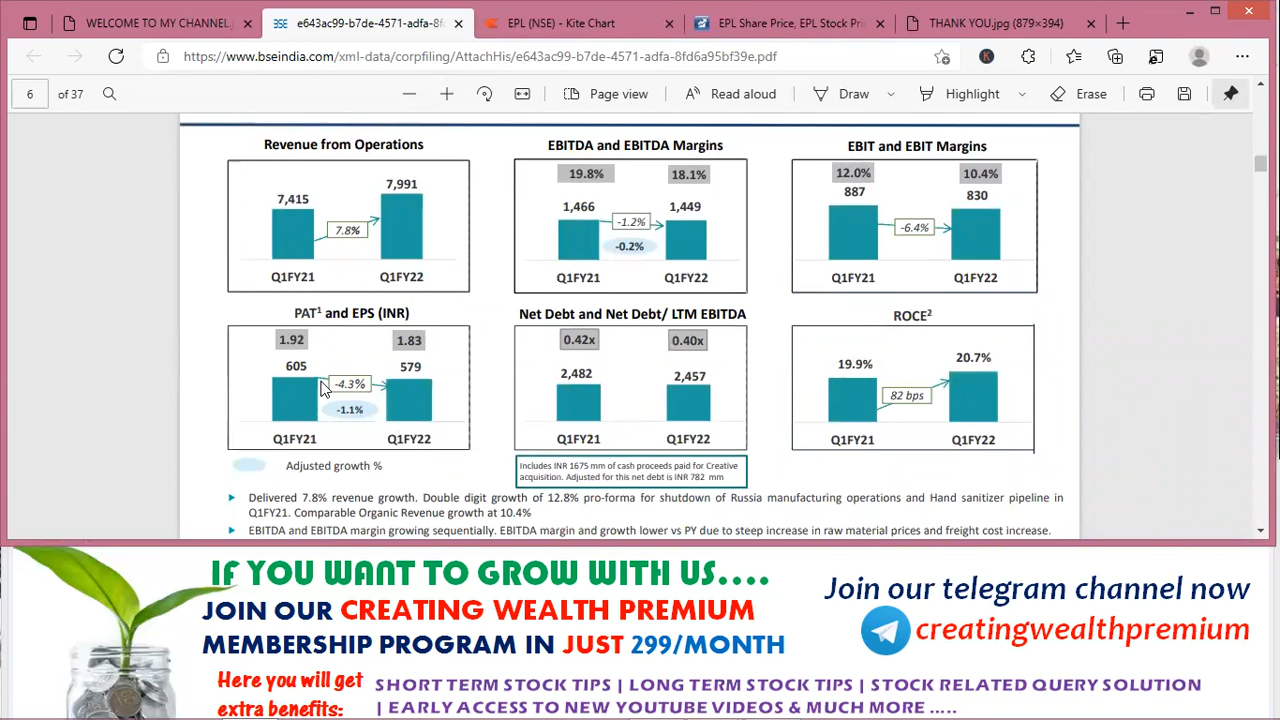 WELCOME TO MY CHANNEL.j
e643ac99-b7de-4571-adfa-8f
EPL (NSE) - Kite Chart
EPL Share Price, EPL Stock Pri
THANK YOU.jpg (879×394)
https://www.bseindia.com/xml-data/corpfiling/AttachHis/e643ac99-b7de-4571-adfa-8fd6a95bf39e.pdf
K
6 of 37
Page view
Read aloud
Draw
Highlight
Erase
Revenue from Operations
7,415
7,991
7.8%
Q1FY21
Q1FY22
EBITDA and EBITDA Margins
19.8%
18.1%
1,466
1,449
-1.2%
-0.2%
Q1FY21
Q1FY22
EBIT and EBIT Margins
12.0%
10.4%
887
830
-6.4%
Q1FY21
Q1FY22
PAT¹ and EPS (INR)
1.92
1.83
605
579
-4.3%
-1.1%
Q1FY21
Q1FY22
Net Debt and Net Debt/ LTM EBITDA
0.42x
0.40x
2,482
2,457
Q1FY21
Q1FY22
ROCE²
19.9%
20.7%
82 bps
Q1FY21
Q1FY22
Adjusted growth %
Includes INR 1675 mm of cash proceeds paid for Creative
acquisition. Adjusted for this net debt is INR 782 mm
Delivered 7.8% revenue growth. Double digit growth of 12.8% pro-forma for shutdown of Russia manufacturing operations and Hand sanitizer pipeline in
Q1FY21. Comparable Organic Revenue growth at 10.4%
EBITDA and EBITDA margin growing sequentially. EBITDA margin and growth lower vs PY due to steep increase in raw material prices and freight cost increase.
IF YOU WANT TO GROW WITH US....
JOIN OUR CREATING WEALTH PREMIUM
MEMBERSHIP PROGRAM IN JUST 299/MONTH
Join our telegram channel now
creatingwealthpremium
Here you will get
extra benefits:
SHORT TERM STOCK TIPS | LONG TERM STOCK TIPS | STOCK RELATED QUERY SOLUTION
| EARLY ACCESS TO NEW YOUTUBE VIDEOS & MUCH MORE .....